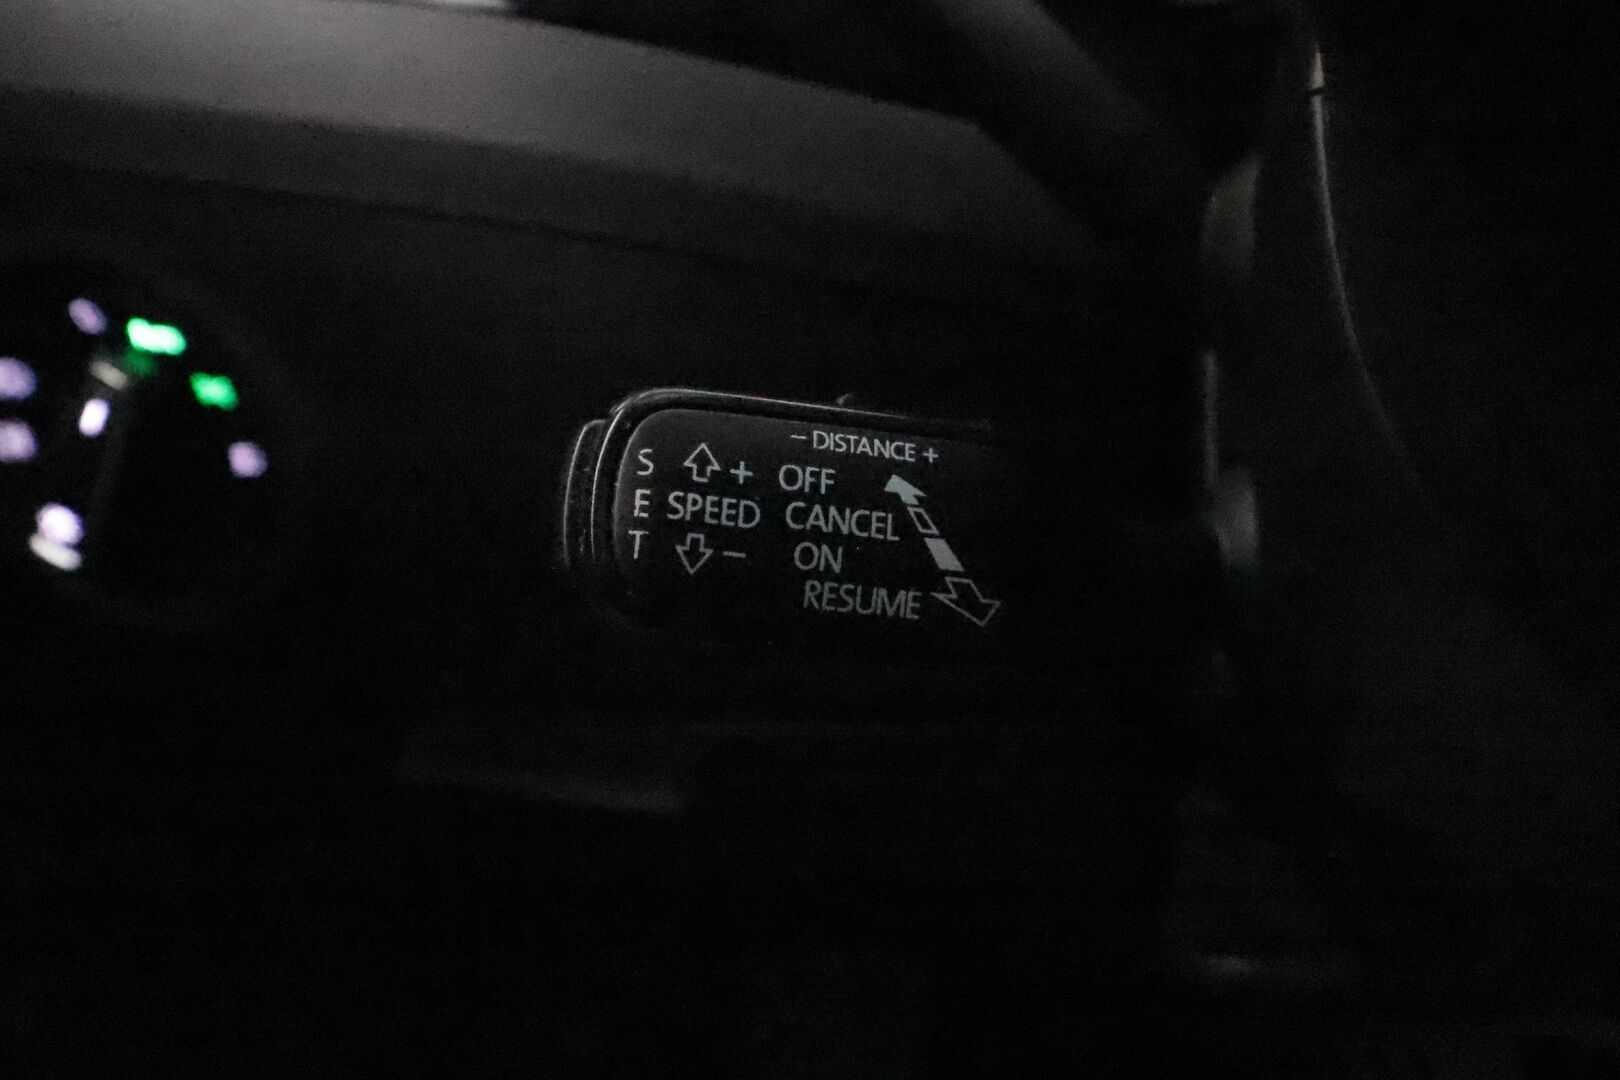 − DISTANCE +
S + OFF
E SPEED CANCEL
T − ON
RESUME